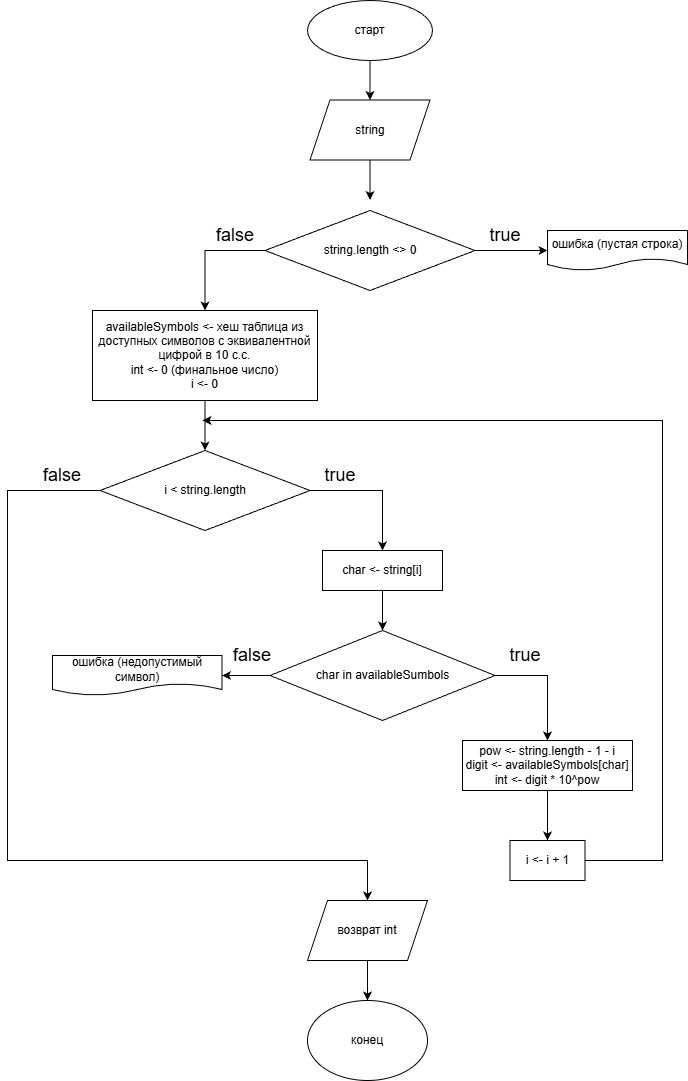 старт
string
false
true
string.length <> 0
ошибка (пустая строка)
availableSymbols <- хеш таблица из
доступных символов с эквивалентной
цифрой в 10 с.с.
int <- 0 (финальное число)
i <- 0
false
true
i < string.length
char <- string[i]
ошибка (недопустимый
символ)
false
true
char in availableSumbols
pow <- string.length - 1 - i
digit <- availableSymbols[char]
int <- digit * 10^pow
i <- i + 1
возврат int
конец